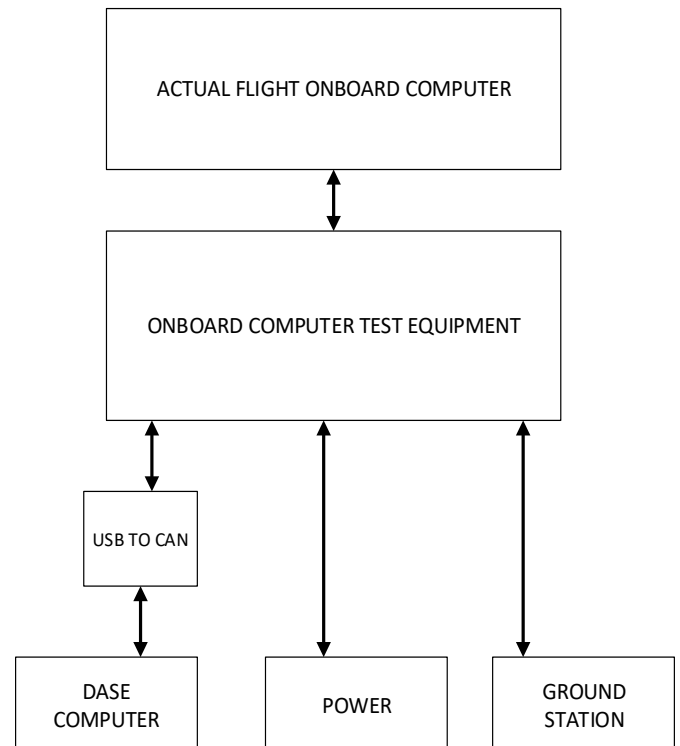 ACTUAL FLIGHT ONBOARD COMPUTER
ONBOARD COMPUTER TEST EQUIPMENT
USB TO CAN
DASE
COMPUTER
POWER
GROUND
STATION